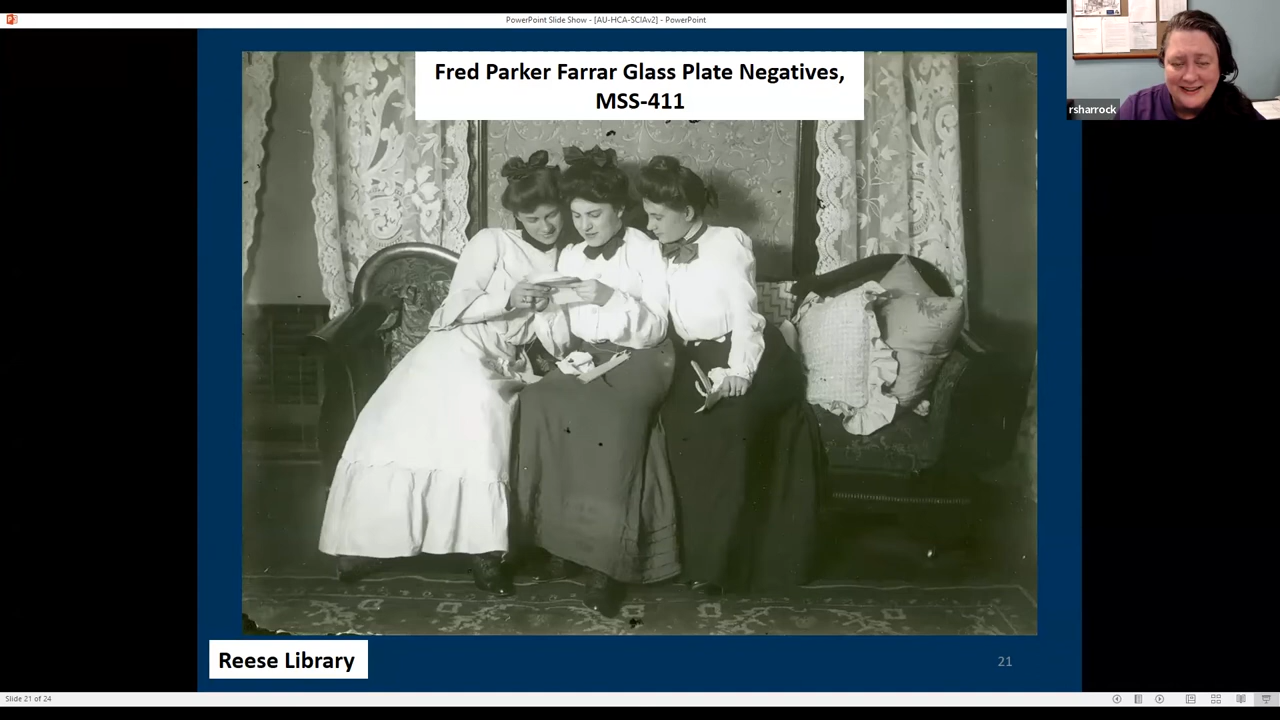 PowerPoint Slide Show - [AU-HCA-SCIAv2] - PowerPoint
Fred Parker Farrar Glass Plate Negatives,
MSS-411
rsharrock
Reese Library
21
Slide 21 of 24